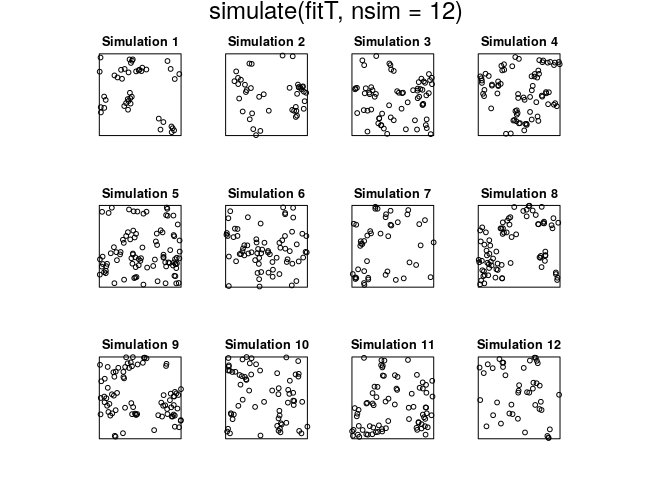 simulate(fitT, nsim = 12)
Simulation 1
Simulation 2
Simulation 3
Simulation 4
Simulation 5
Simulation 6
Simulation 7
Simulation 8
Simulation 9
Simulation 10
Simulation 11
Simulation 12